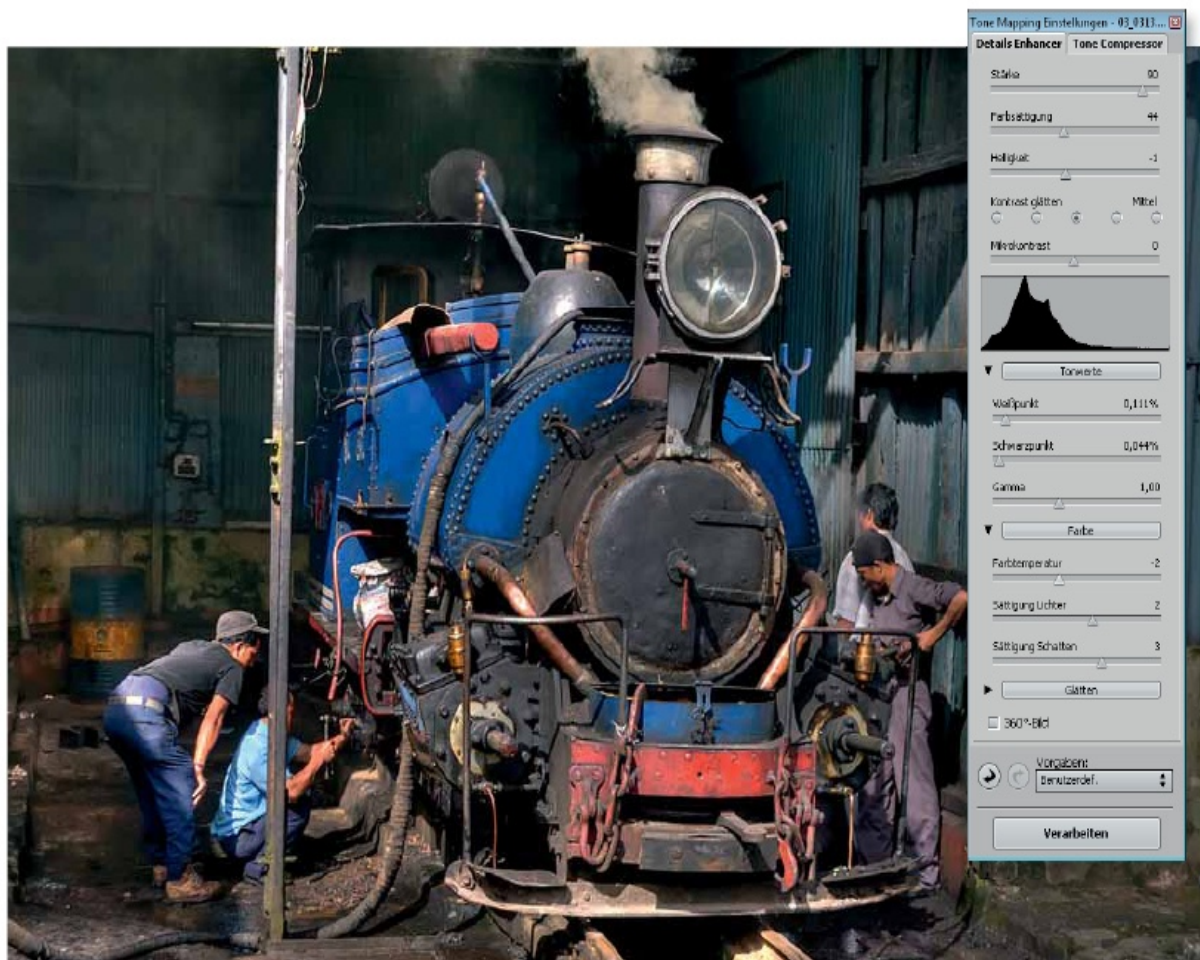 Tone Mapping Einstellungen - 03_0313....
Details Enhancer Tone Compressor
Stärke 90
Farbsättigung 44
Helligkeit -1
Kontrast glätten Mittel
Mikrokontrast 0
Tonwerte
Weißpunkt 0,111%
Schwarzpunkt 0,044%
Gamma 1,00
Farbe
Farbtemperatur -2
Sättigung Lichter 2
Sättigung Schatten 3
Glätten
360°-Bild
Vorgaben:
Benutzerdef.
Verarbeiten